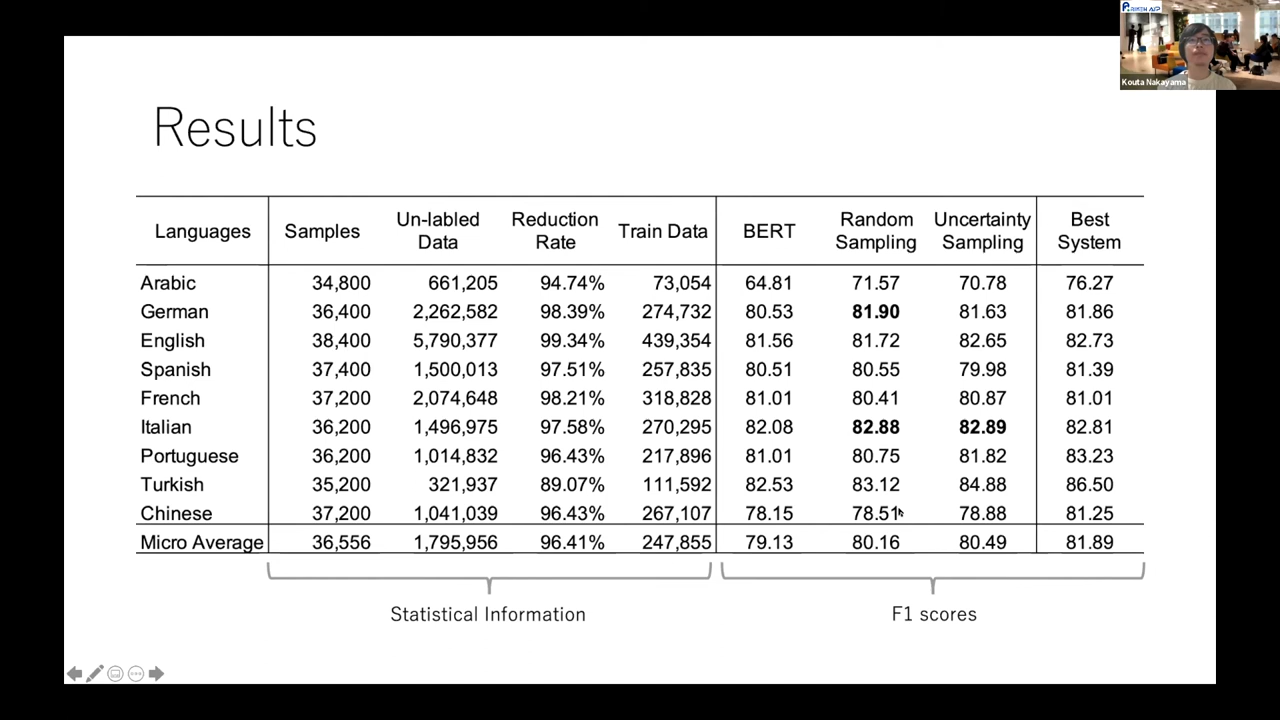 RIKEN AIP
Kouta Nakayama
Results
Languages Samples Un-labled Data Reduction Rate Train Data BERT Random Sampling Uncertainty Sampling Best System
Arabic 34,800 661,205 94.74% 73,054 64.81 71.57 70.78 76.27
German 36,400 2,262,582 98.39% 274,732 80.53 81.90 81.63 81.86
English 38,400 5,790,377 99.34% 439,354 81.56 81.72 82.65 82.73
Spanish 37,400 1,500,013 97.51% 257,835 80.51 80.55 79.98 81.39
French 37,200 2,074,648 98.21% 318,828 81.01 80.41 80.87 81.01
Italian 36,200 1,496,975 97.58% 270,295 82.08 82.88 82.89 82.81
Portuguese 36,200 1,014,832 96.43% 217,896 81.01 80.75 81.82 83.23
Turkish 35,200 321,937 89.07% 111,592 82.53 83.12 84.88 86.50
Chinese 37,200 1,041,039 96.43% 267,107 78.15 78.51 78.88 81.25
Micro Average 36,556 1,795,956 96.41% 247,855 79.13 80.16 80.49 81.89
Statistical Information F1 scores